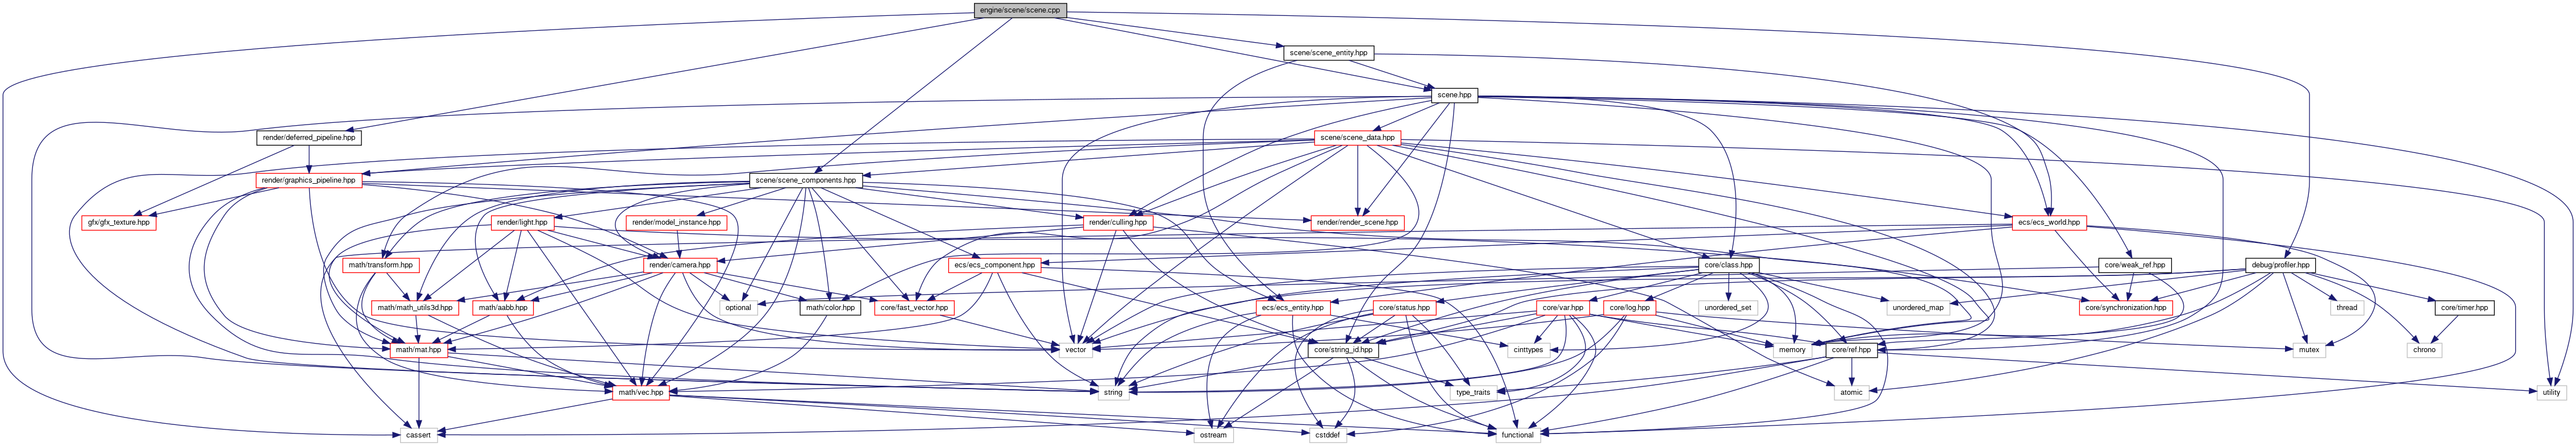 engine/scene/scene.cpp
scene/scene_entity.hpp
scene.hpp
render/deferred_pipeline.hpp
scene/scene_data.hpp
render/graphics_pipeline.hpp
scene/scene_components.hpp
gfx/gfx_texture.hpp
render/light.hpp
render/model_instance.hpp
render/culling.hpp
render/render_scene.hpp
ecs/ecs_world.hpp
math/transform.hpp
render/camera.hpp
ecs/ecs_component.hpp
core/class.hpp
core/weak_ref.hpp
debug/profiler.hpp
math/math_utils3d.hpp
math/aabb.hpp
optional
math/color.hpp
core/fast_vector.hpp
ecs/ecs_entity.hpp
core/status.hpp
core/var.hpp
core/log.hpp
unordered_set
unordered_map
core/synchronization.hpp
thread
core/timer.hpp
math/mat.hpp
vector
core/string_id.hpp
cinttypes
memory
core/ref.hpp
mutex
chrono
math/vec.hpp
string
type_traits
atomic
utility
cassert
ostream
cstddef
functional